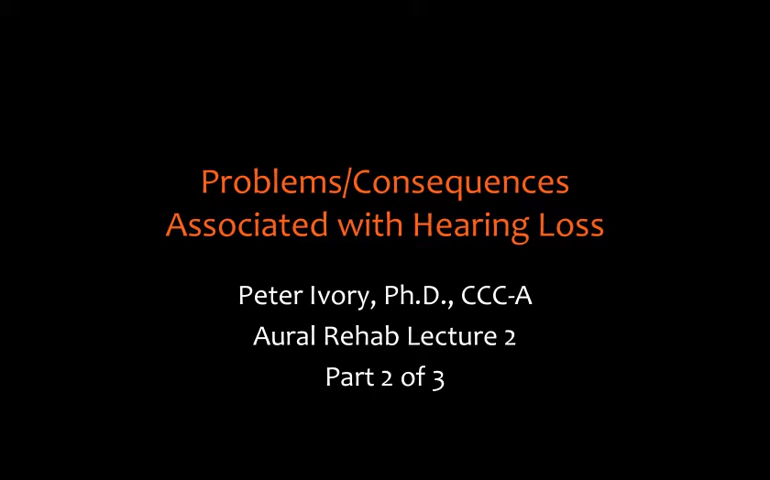 Problems/Consequences
Associated with Hearing Loss
Peter Ivory, Ph.D., CCC-A
Aural Rehab Lecture 2
Part 2 of 3